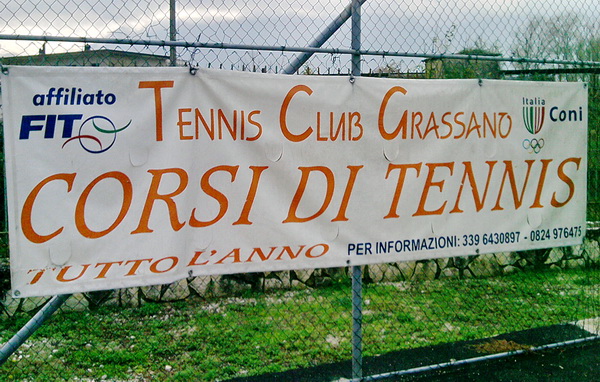 affiliato
FIT
TENNIS CLUB GRASSANO
Italia
Coni
CORSI DI TENNIS
TUTTO L'ANNO
PER INFORMAZIONI: 339 6430897 - 0824 976475